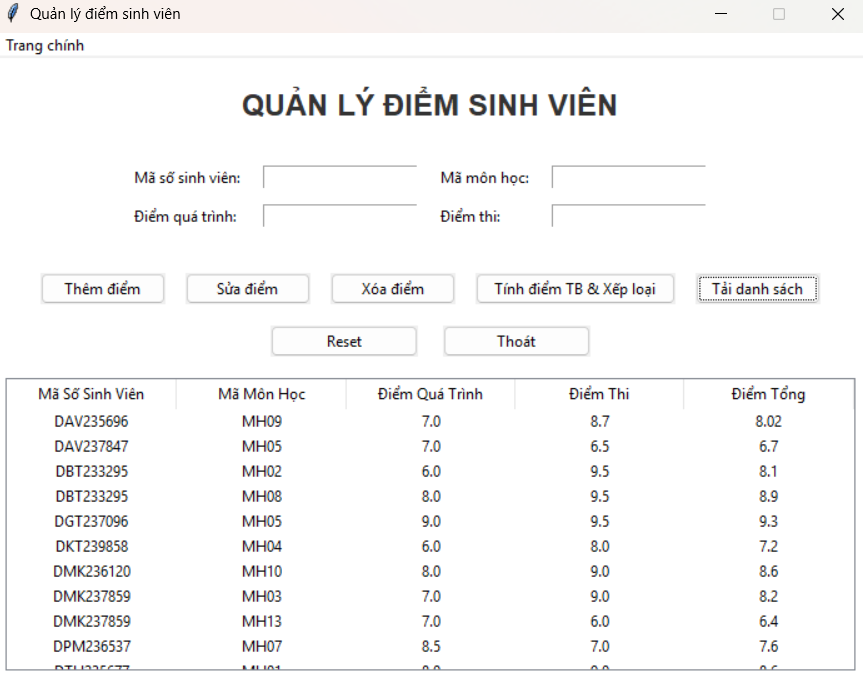 Quản lý điểm sinh viên
Trang chính
QUẢN LÝ ĐIỂM SINH VIÊN
Mã số sinh viên: Mã môn học:
Điểm quá trình: Điểm thi:
Thêm điểm Sửa điểm Xóa điểm Tính điểm TB & Xếp loại Tải danh sách
Reset Thoát
Mã Số Sinh Viên Mã Môn Học Điểm Quá Trình Điểm Thi Điểm Tổng
DAV235696 MH09 7.0 8.7 8.02
DAV237847 MH05 7.0 6.5 6.7
DBT233295 MH02 6.0 9.5 8.1
DBT233295 MH08 8.0 9.5 8.9
DGT237096 MH05 9.0 9.5 9.3
DKT239858 MH04 6.0 8.0 7.2
DMK236120 MH10 8.0 9.0 8.6
DMK237859 MH03 7.0 9.0 8.2
DMK237859 MH13 7.0 6.0 6.4
DPM236537 MH07 8.5 7.0 7.6